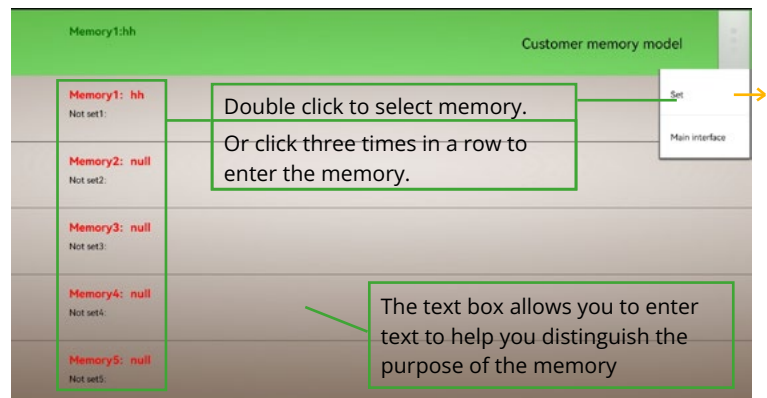 Memory1:hh
Customer memory model
Set
Main interface
Memory1: hh
Not set1:
Double click to select memory.
Or click three times in a row to
enter the memory.
Memory2: null
Not set2:
Memory3: null
Not set3:
Memory4: null
Not set4:
The text box allows you to enter
text to help you distinguish the
purpose of the memory
Memory5: null
Not set5: